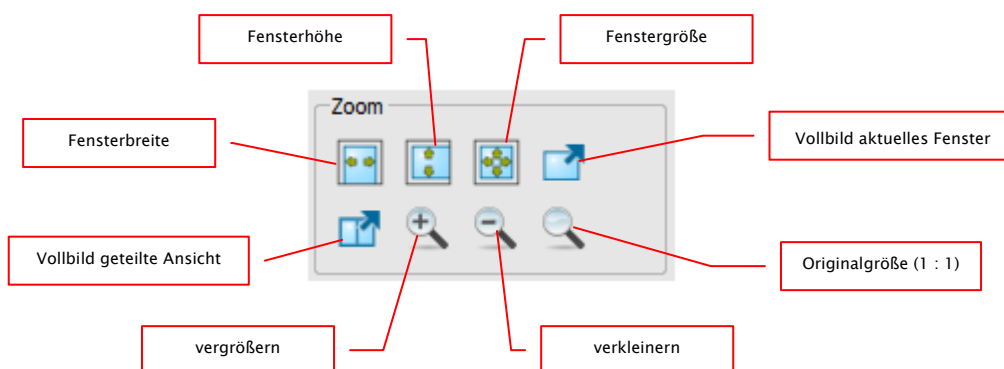 Fensterhöhe
Fenstergröße
Zoom
Fensterbreite
Vollbild aktuelles Fenster
Vollbild geteilte Ansicht
Originalgröße (1 : 1)
vergrößern
verkleinern